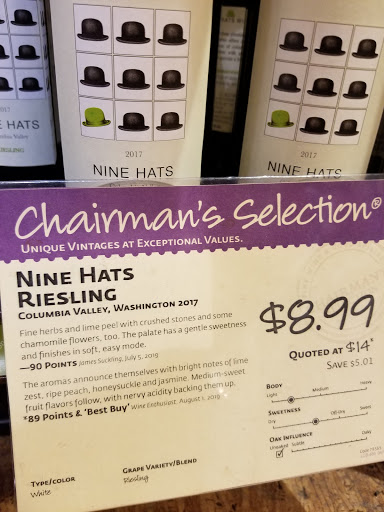 2017
NINE HATS
2017
NINE HATS
E HATS
RIESLING
Chairman's Selection®
UNIQUE VINTAGES AT EXCEPTIONAL VALUES.
NINE HATS
RIESLING
COLUMBIA VALLEY, WASHINGTON 2017
Fine herbs and lime peel with crushed stones and some
chamomile flowers, too. The palate has a gentle sweetness
and finishes in soft, easy mode.
—90 POINTS James Suckling, July 5, 2019
The aromas announce themselves with bright notes of lime
zest, ripe peach, honeysuckle and jasmine. Medium-sweet
fruit flavors follow, with nervy acidity backing them up.
*89 Points & 'Best Buy' Wine Enthusiast August 1, 2019
$8.99
QUOTED AT $14*
SAVE $5.01
BODY
Light Medium Heavy
SWEETNESS
Dry Off Dry Sweet
OAK INFLUENCE
Unoaked Subtle Oaky
TYPE/COLOR
White
GRAPE VARIETY/BLEND
Riesling